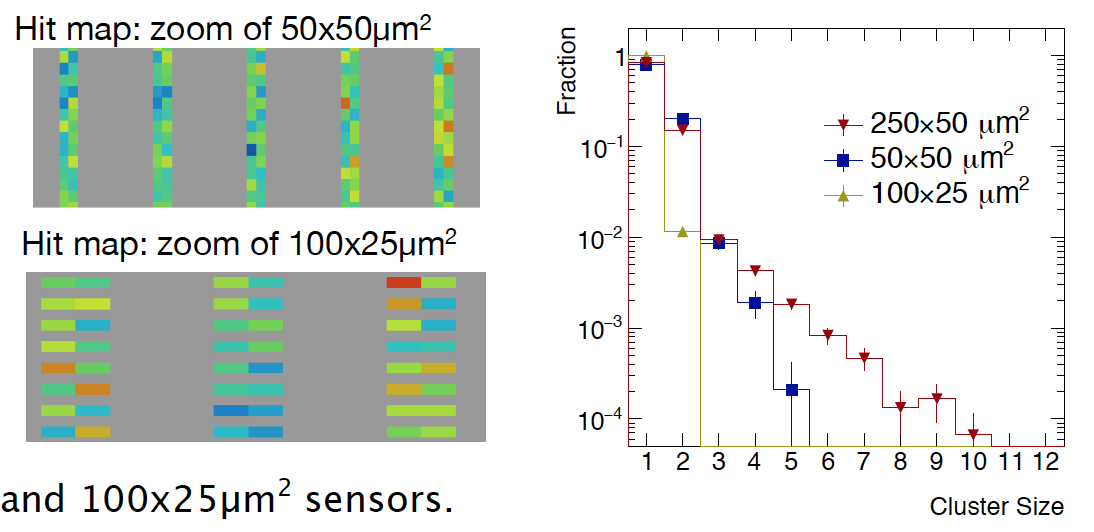 Hit map: zoom of 50x50μm²
Hit map: zoom of 100x25μm²
and 100x25μm² sensors.
Fraction
1
10⁻¹
10⁻²
10⁻³
10⁻⁴
250×50 μm²
50×50 μm²
100×25 μm²
1 2 3 4 5 6 7 8 9 10 11 12
Cluster Size